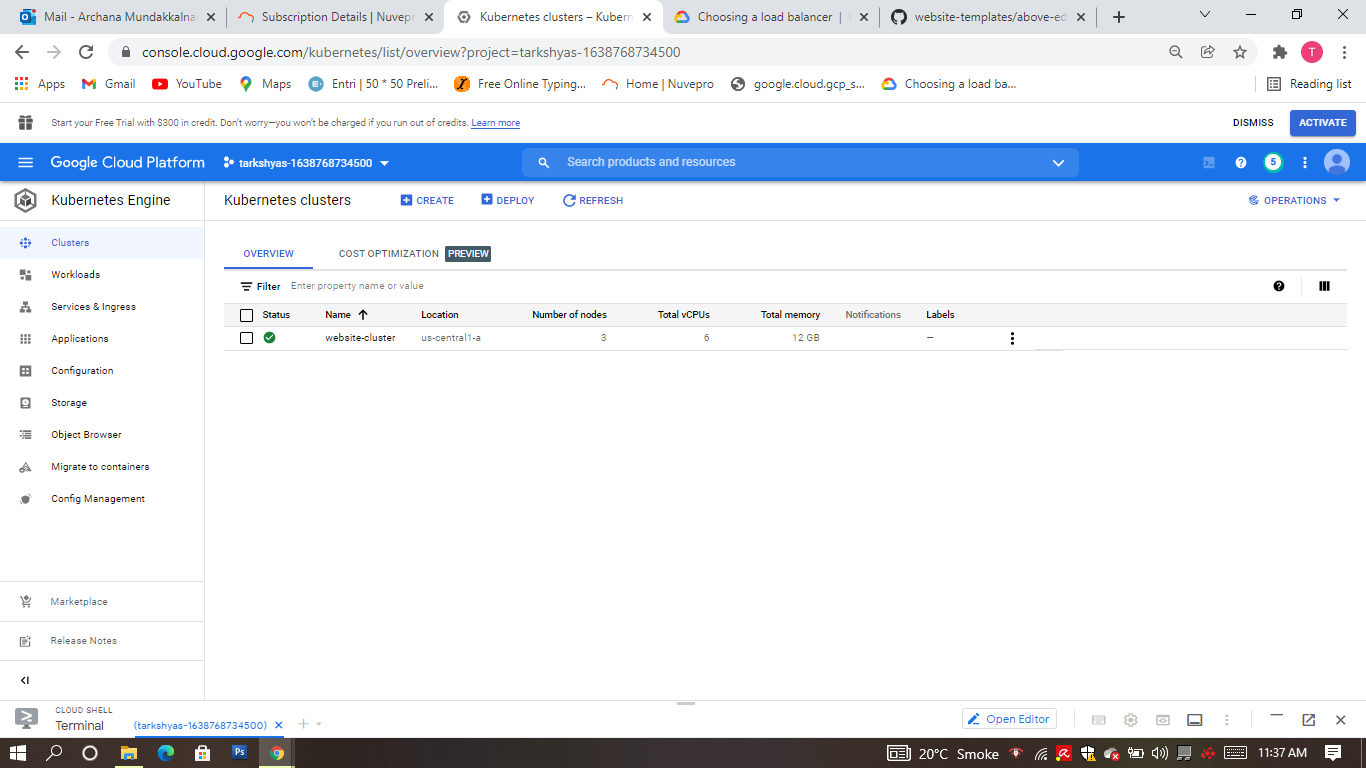 Mail - Archana Mundakkalnal
Subscription Details | Nuvepr
Kubernetes clusters – Kubern
Choosing a load balancer |
website-templates/above-ed
console.cloud.google.com/kubernetes/list/overview?project=tarkshyas-1638768734500
T
Apps
Gmail
YouTube
Maps
Entri | 50 * 50 Preli...
Free Online Typing...
Home | Nuvepro
google.cloud.gcp_s...
Choosing a load ba...
Reading list
Start your Free Trial with $300 in credit. Don't worry—you won't be charged if you run out of credits. Learn more
DISMISS
ACTIVATE
Google Cloud Platform
tarkshyas-1638768734500
Search products and resources
5
Kubernetes Engine
Kubernetes clusters
CREATE
DEPLOY
REFRESH
OPERATIONS
Clusters
Workloads
Services & Ingress
Applications
Configuration
Storage
Object Browser
Migrate to containers
Config Management
Marketplace
Release Notes
OVERVIEW
COST OPTIMIZATION PREVIEW
Filter Enter property name or value
Status Name Location Number of nodes Total vCPUs Total memory Notifications Labels
website-cluster us-central1-a 3 6 12 GB —
CLOUD SHELL
Terminal
(tarkshyas-1638768734500)
Open Editor
Ps
20°C Smoke
11:37 AM